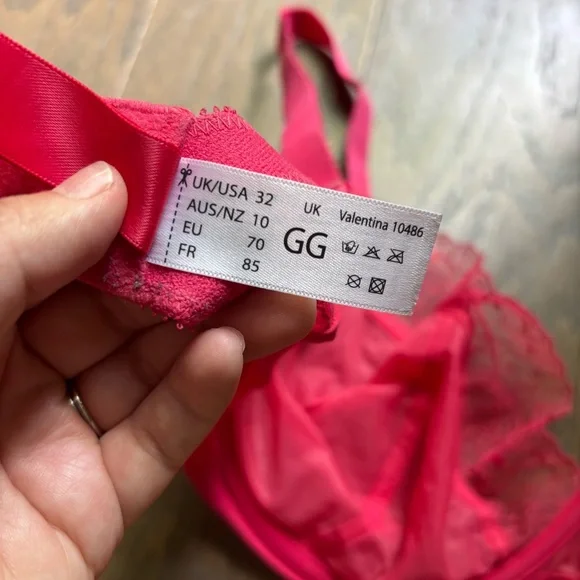 UK/USA 32
AUS/NZ 10
EU 70
FR 85
UK
GG
Valentina 10486